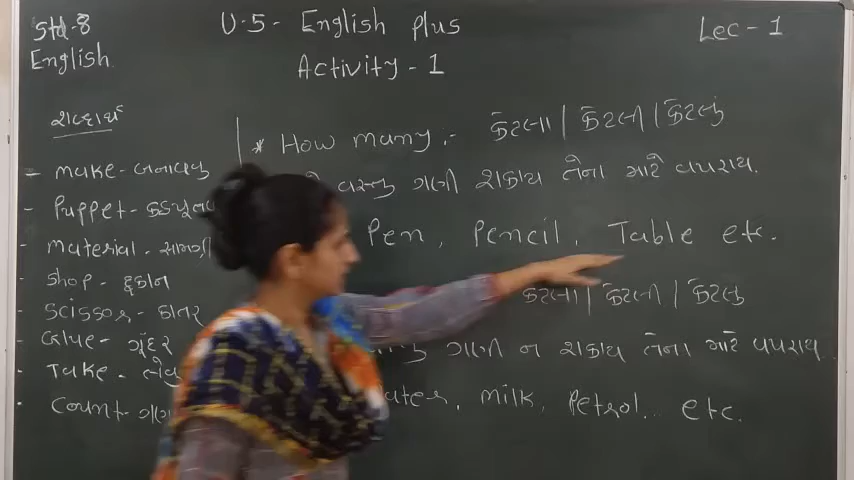 Std-8
U-5- English plus
Lec-1
English
Activity-1
શબ્દાર્થ
- make - બનાવવુ
- Puppet - કઠપૂતળ
- material - સામગ્રી
- shop - દુકાન
- scissor - કાતર
- Glue - ગુંદર
- Take - લેવુ
- Count -
* How many :- કેટલા | કેટલી | કેટલુ
વસ્તુ ગણી શકાય તેના માટે વપરાય.
Pen, Pencil, Table etc.
કેટલા | કેટલી | કેટલુ
ગણી ન શકાય તેના માટે વપરાય
Milk, Petrol.. etc.